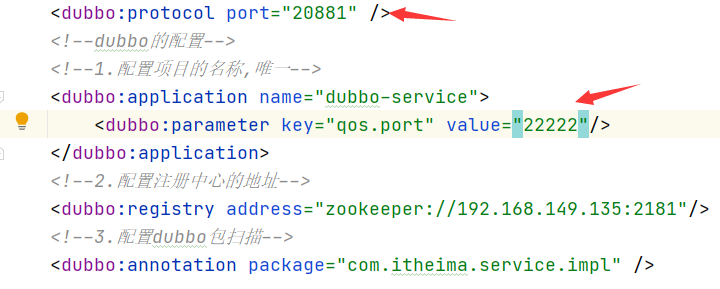 <dubbo:protocol port="20881" />
<!--dubbo的配置-->
<!--1.配置项目的名称,唯一-->
<dubbo:application name="dubbo-service">
<dubbo:parameter key="qos.port" value="22222"/>
</dubbo:application>
<!--2.配置注册中心的地址-->
<dubbo:registry address="zookeeper://192.168.149.135:2181"/>
<!--3.配置dubbo包扫描-->
<dubbo:annotation package="com.itheima.service.impl" />